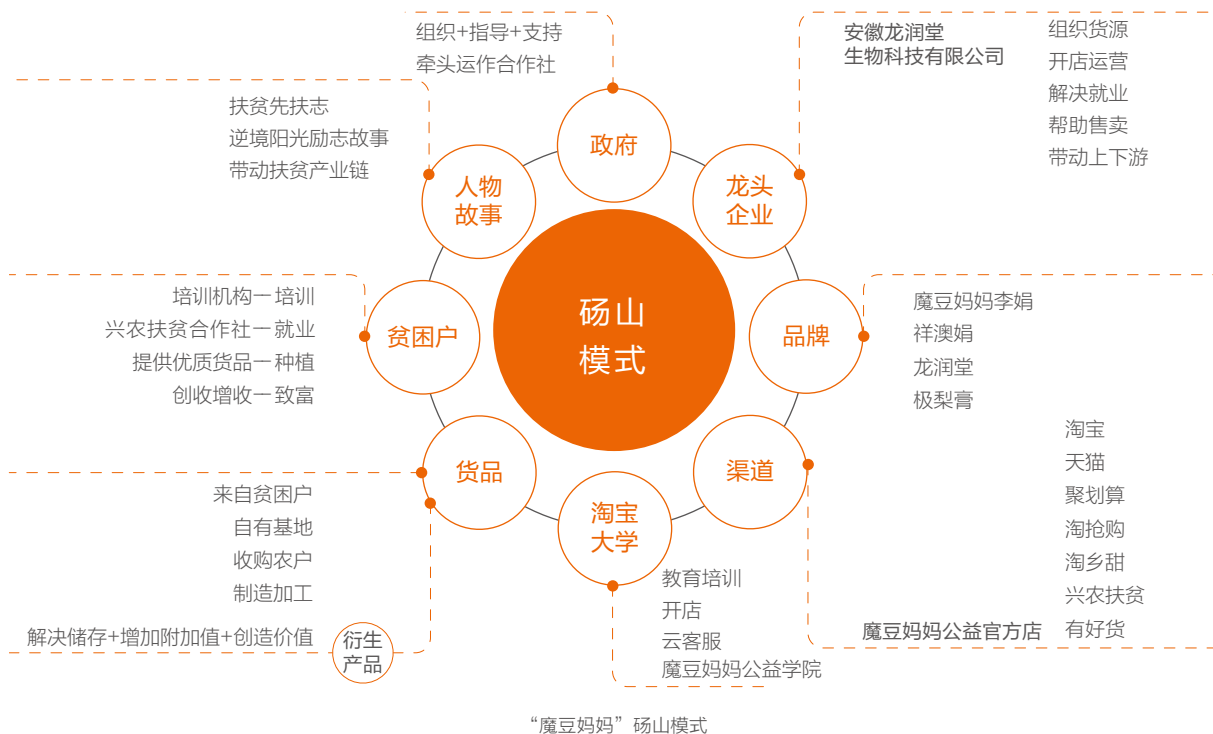 组织+指导+支持
牵头运作合作社
政府
安徽龙润堂
生物科技有限公司
组织货源
开店运营
解决就业
帮助售卖
带动上下游
龙头
企业
扶贫先扶志
逆境阳光励志故事
带动扶贫产业链
人物
故事
砀山
模式
培训机构一培训
兴农扶贫合作社一就业
提供优质货品一种植
创收增收一致富
贫困户
品牌
魔豆妈妈李娟
祥澳娟
龙润堂
极梨膏
货品
来自贫困户
自有基地
收购农户
制造加工
解决储存+增加附加值+创造价值
衍生
产品
淘宝
大学
教育培训
开店
云客服
魔豆妈妈公益学院
渠道
淘宝
天猫
聚划算
淘抢购
淘乡甜
兴农扶贫
有好货
魔豆妈妈公益官方店
“魔豆妈妈”砀山模式